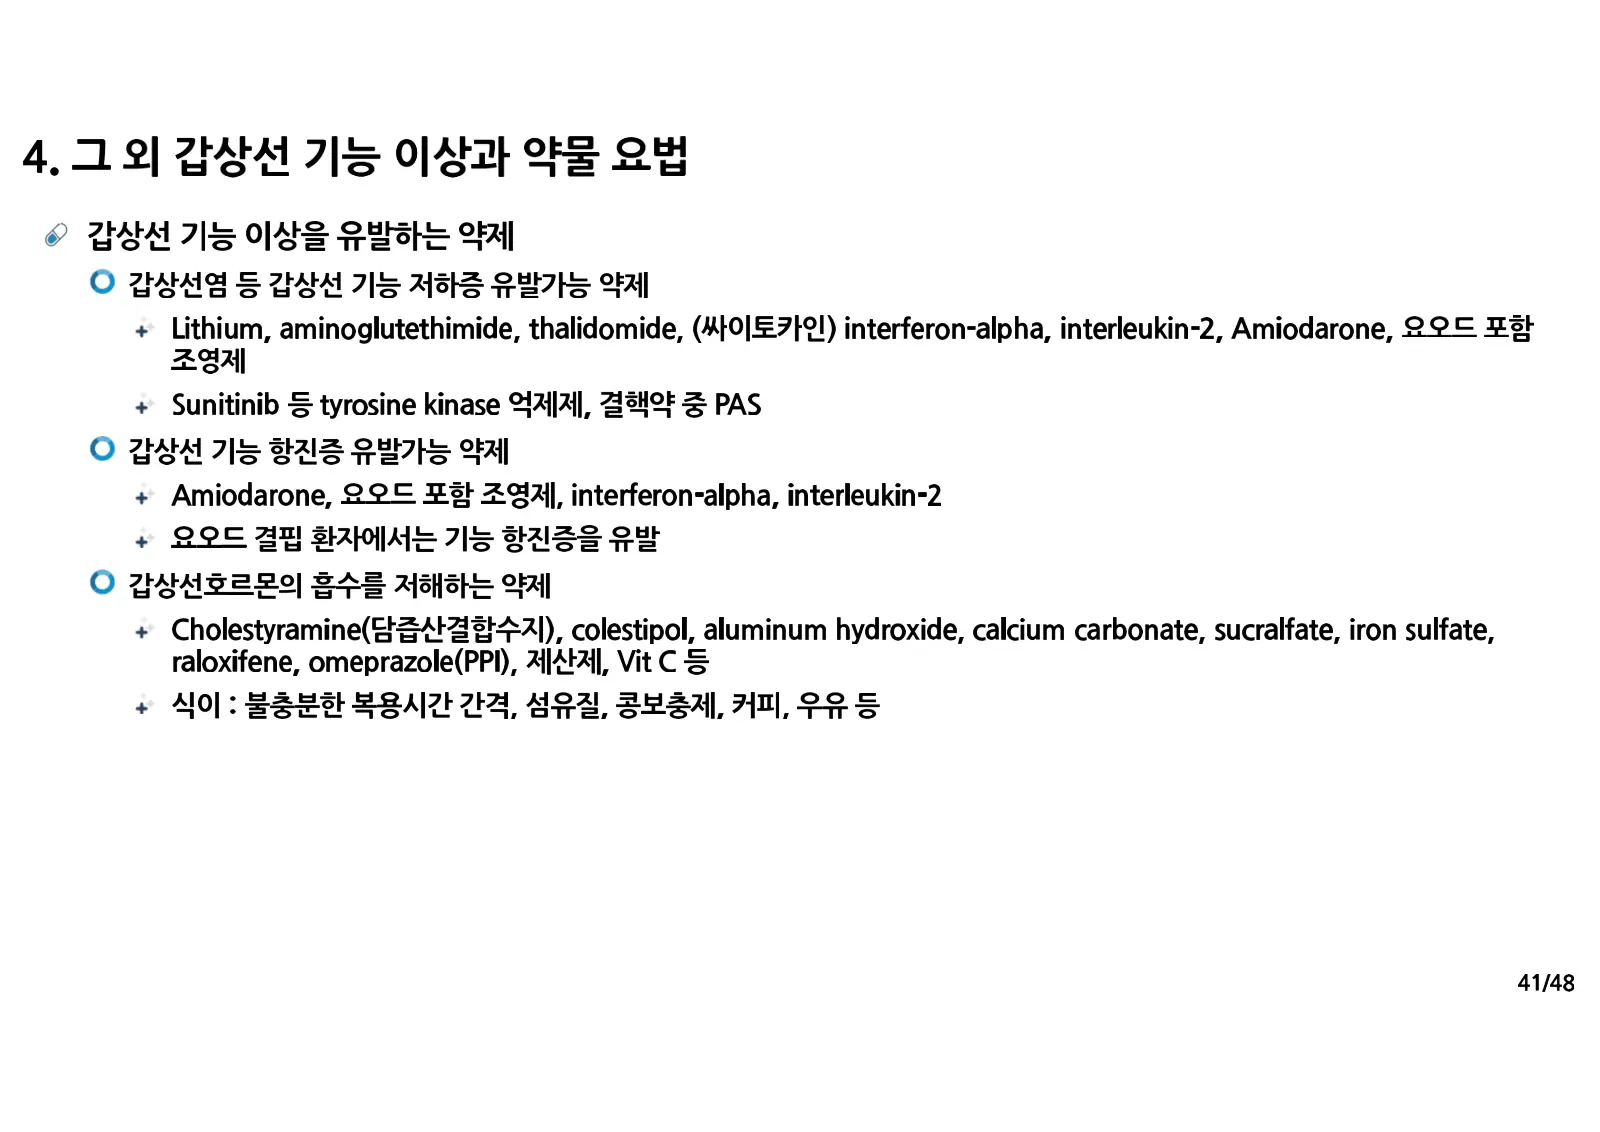 4. 그 외 갑상선 기능 이상과 약물 요법
갑상선 기능 이상을 유발하는 약제
갑상선염 등 갑상선 기능 저하증 유발가능 약제
Lithium, aminoglutethimide, thalidomide, (싸이토카인) interferon-alpha, interleukin-2, Amiodarone, 요오드 포함
조영제
Sunitinib 등 tyrosine kinase 억제제, 결핵약 중 PAS
갑상선 기능 항진증 유발가능 약제
Amiodarone, 요오드 포함 조영제, interferon-alpha, interleukin-2
요오드 결핍 환자에서는 기능 항진증을 유발
갑상선호르몬의 흡수를 저해하는 약제
Cholestyramine(담즙산결합수지), colestipol, aluminum hydroxide, calcium carbonate, sucralfate, iron sulfate,
raloxifene, omeprazole(PPI), 제산제, Vit C 등
식이 : 불충분한 복용시간 간격, 섬유질, 콩보충제, 커피, 우유 등
41/48